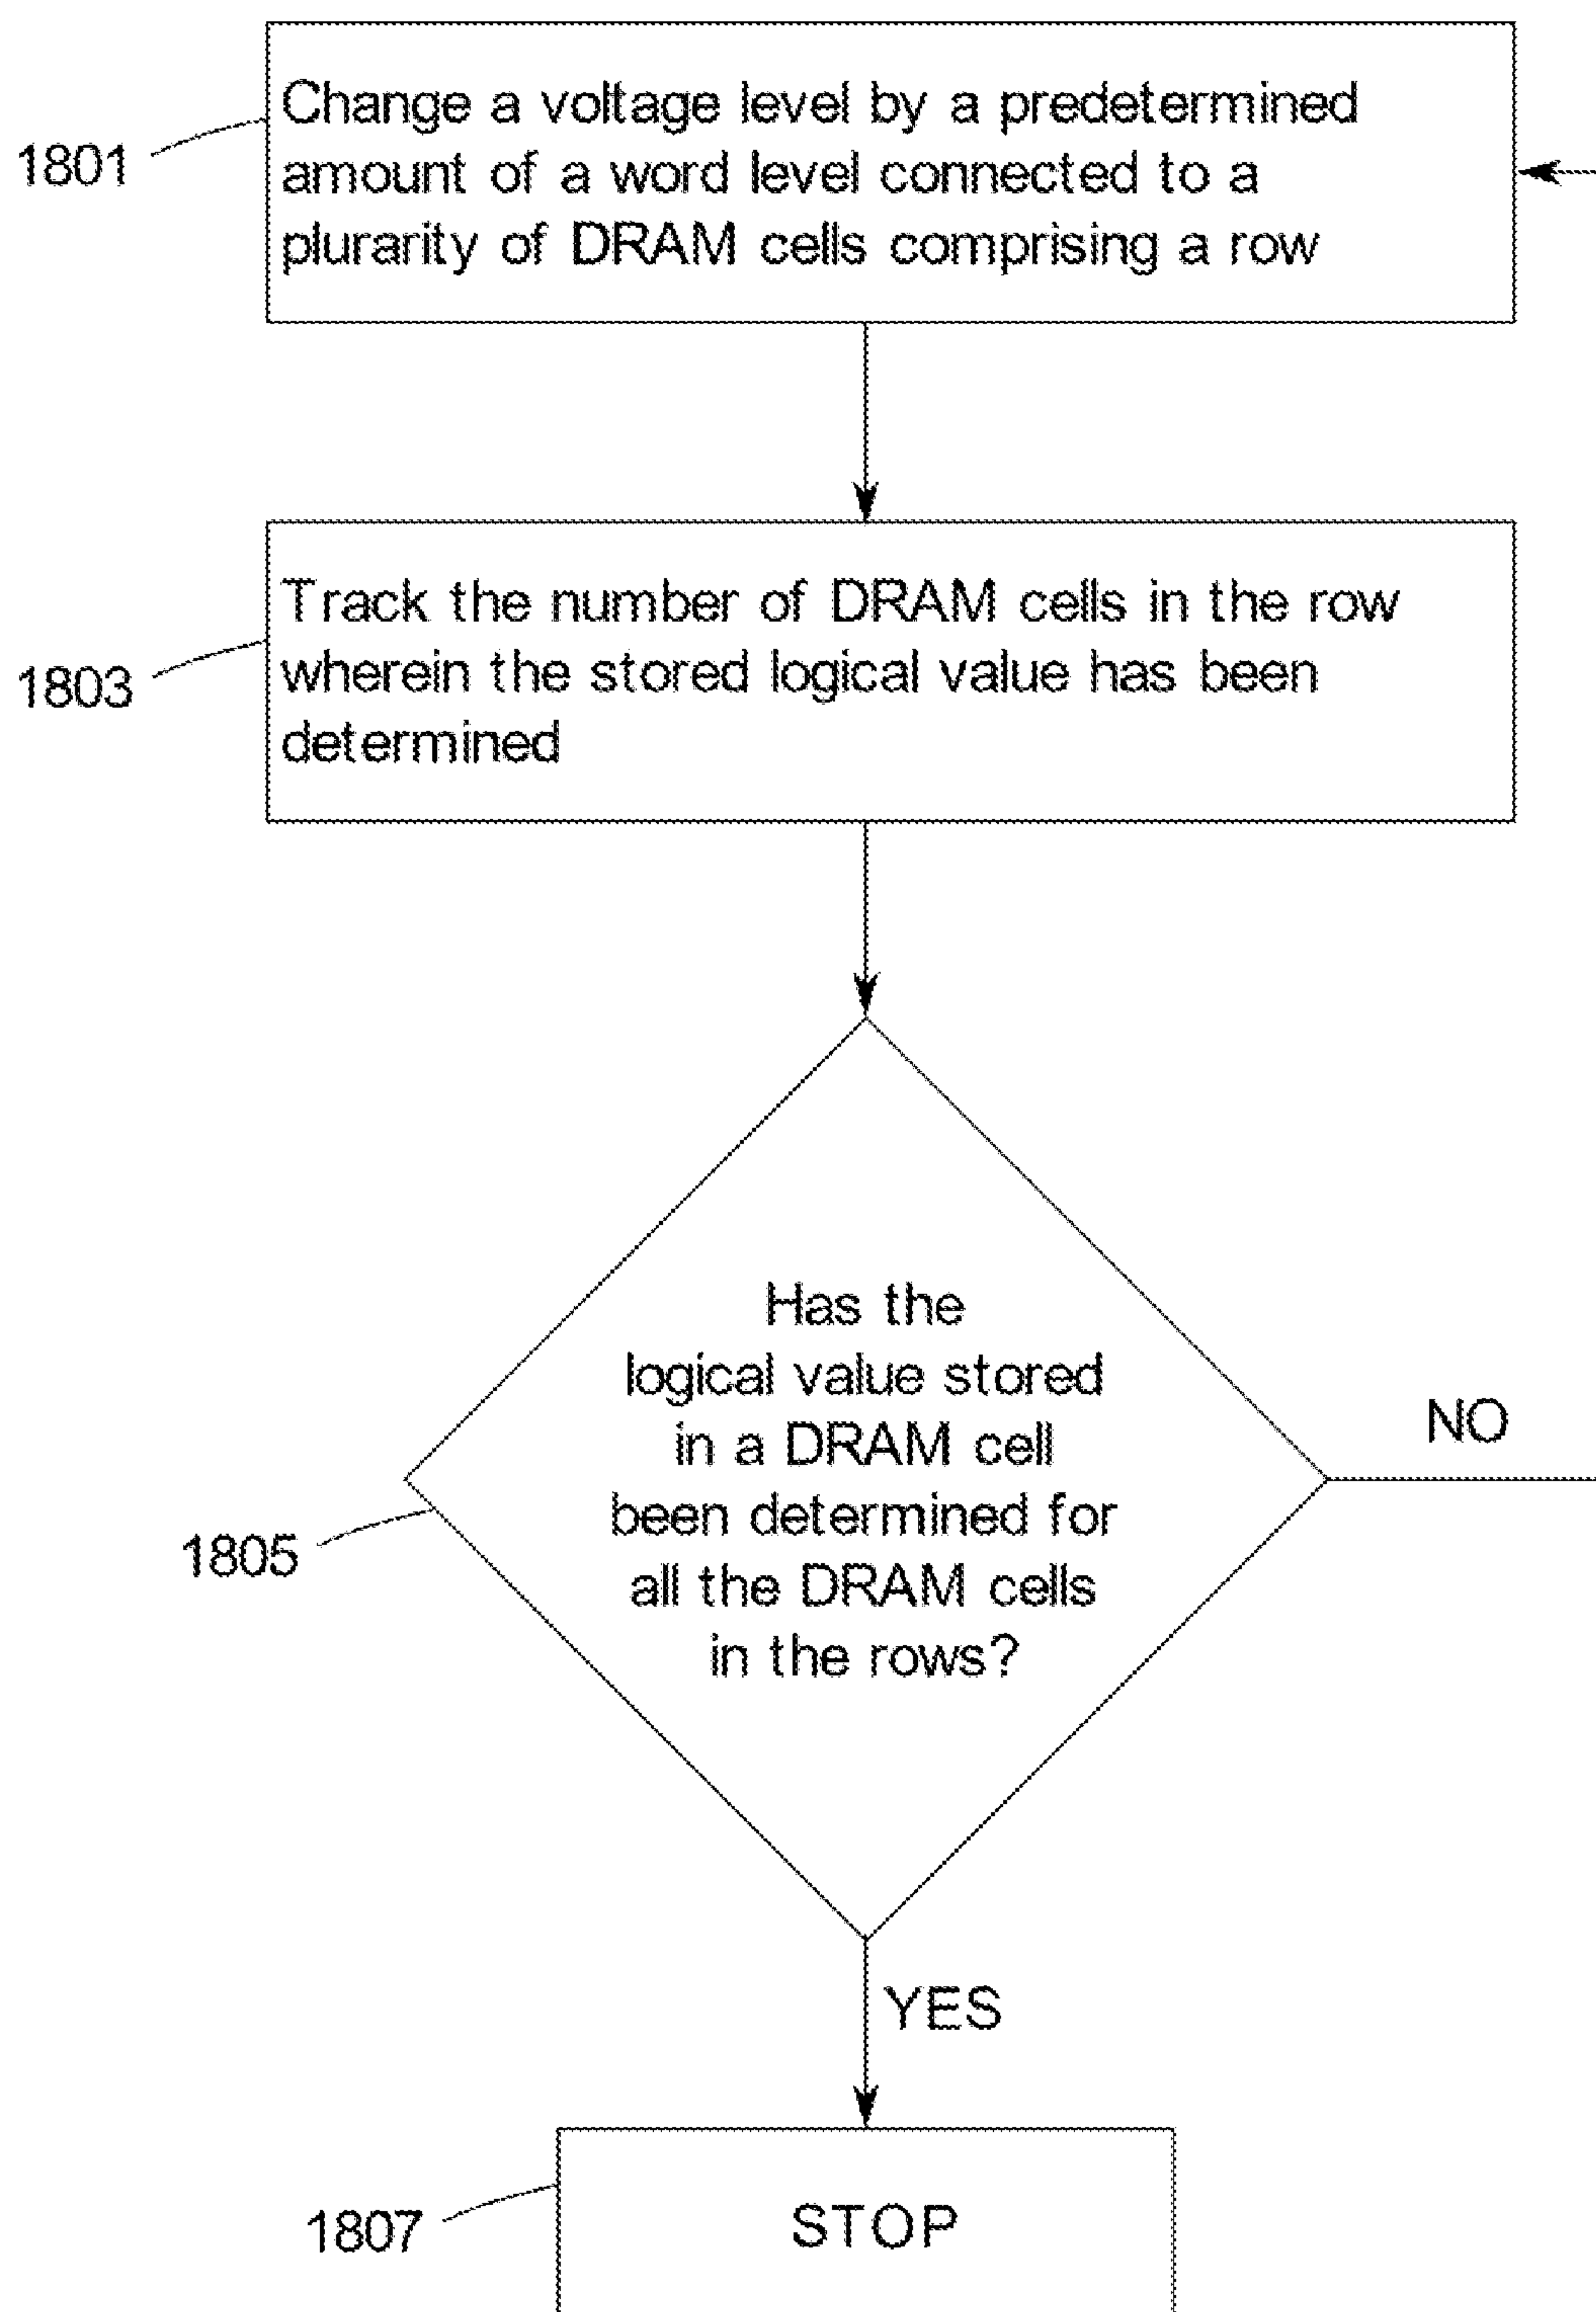 1801
Change a voltage level by a predetermined
amount of a word level connected to a
plurarity of DRAM cells comprising a row
1803
Track the number of DRAM cells in the row
wherein the stored logical value has been
determined
Has the
logical value stored
in a DRAM cell
been determined for
all the DRAM cells
in the rows?
NO
1805
YES
1807
STOP